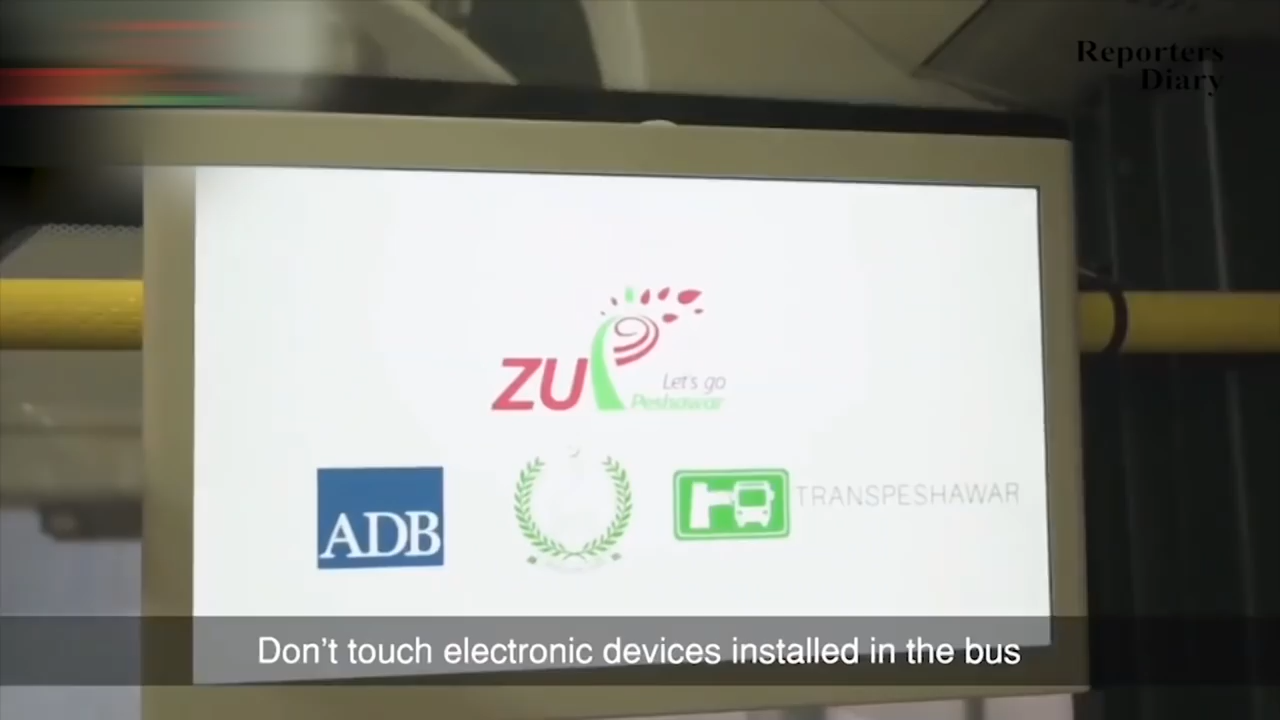 Reporters
Diary
ZU
Let's go
Peshawar
ADB
TRANSPESHAWAR
Don't touch electronic devices installed in the bus